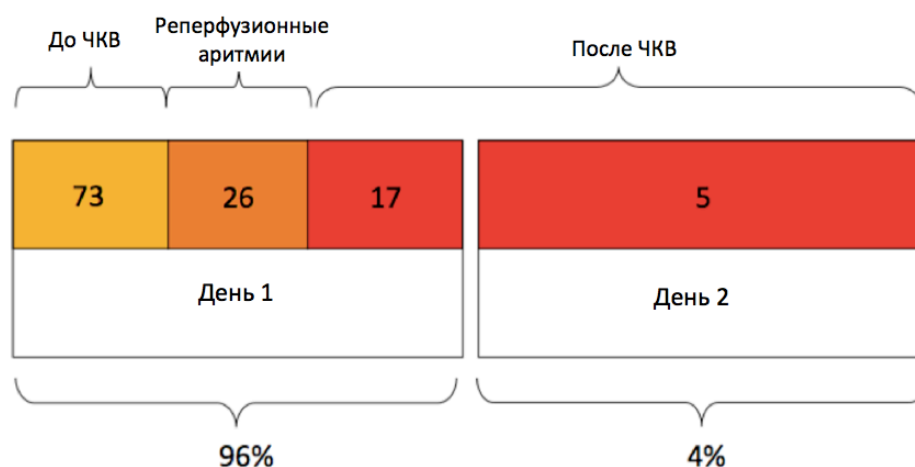 До ЧКВ
Реперфузионные
аритмии
После ЧКВ
73
26
17
5
День 1
День 2
96%
4%